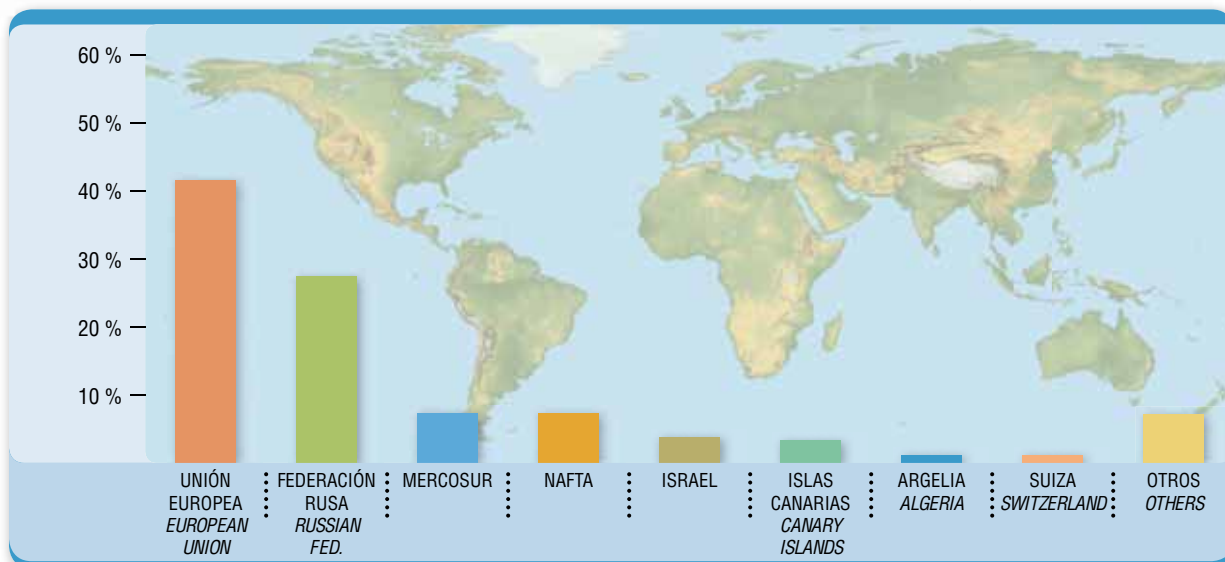 60 %
50 %
40 %
30 %
20 %
10 %
UNIÓN
EUROPEA
EUROPEAN
UNION
FEDERACIÓN
RUSA
RUSSIAN
FED.
MERCOSUR
NAFTA
ISRAEL
ISLAS
CANARIAS
CANARY
ISLANDS
ARGELIA
ALGERIA
SUIZA
SWITZERLAND
OTROS
OTHERS